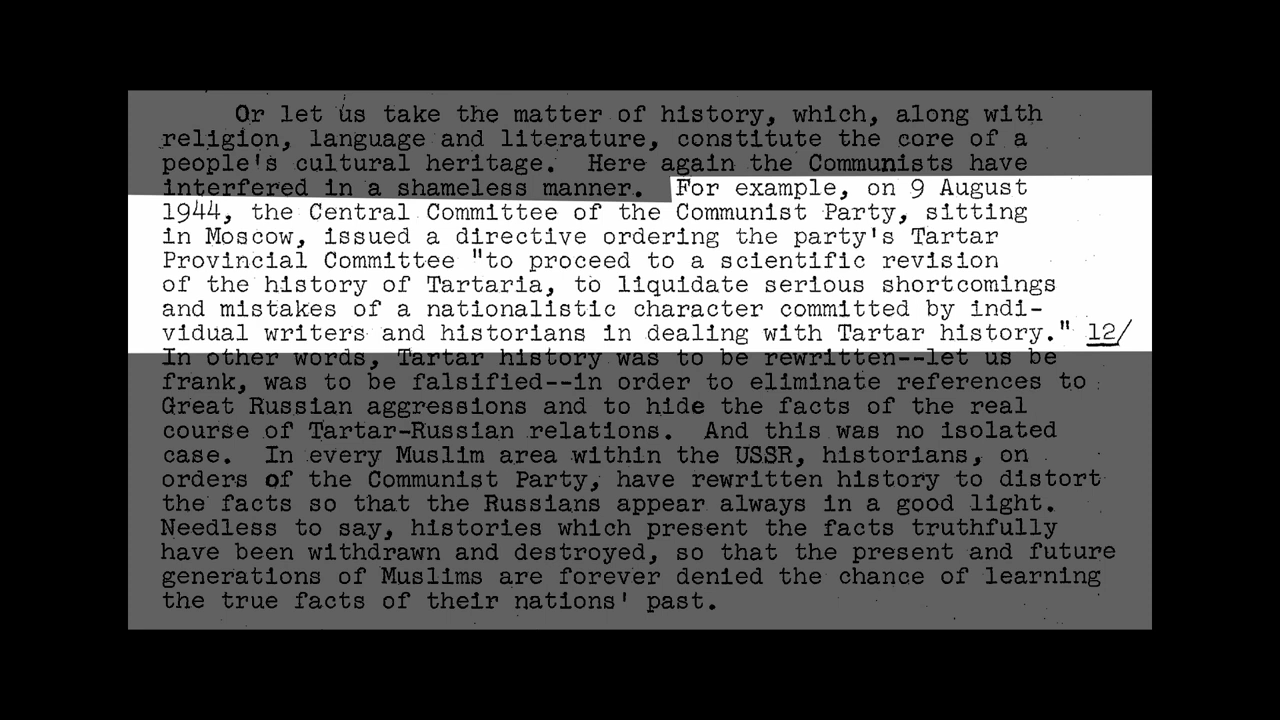 Or let us take the matter of history, which, along with
religion, language and literature, constitute the core of a
people's cultural heritage. Here again the Communists have
interfered in a shameless manner. For example, on 9 August
1944, the Central Committee of the Communist Party, sitting
in Moscow, issued a directive ordering the party's Tartar
Provincial Committee "to proceed to a scientific revision
of the history of Tartaria, to liquidate serious shortcomings
and mistakes of a nationalistic character committed by indi-
vidual writers and historians in dealing with Tartar history." 12/
In other words, Tartar history was to be rewritten--let us be
frank, was to be falsified--in order to eliminate references to
Great Russian aggressions and to hide the facts of the real
course of Tartar-Russian relations. And this was no isolated
case. In every Muslim area within the USSR, historians, on
orders of the Communist Party, have rewritten history to distort
the facts so that the Russians appear always in a good light.
Needless to say, histories which present the facts truthfully
have been withdrawn and destroyed, so that the present and future
generations of Muslims are forever denied the chance of learning
the true facts of their nations' past.